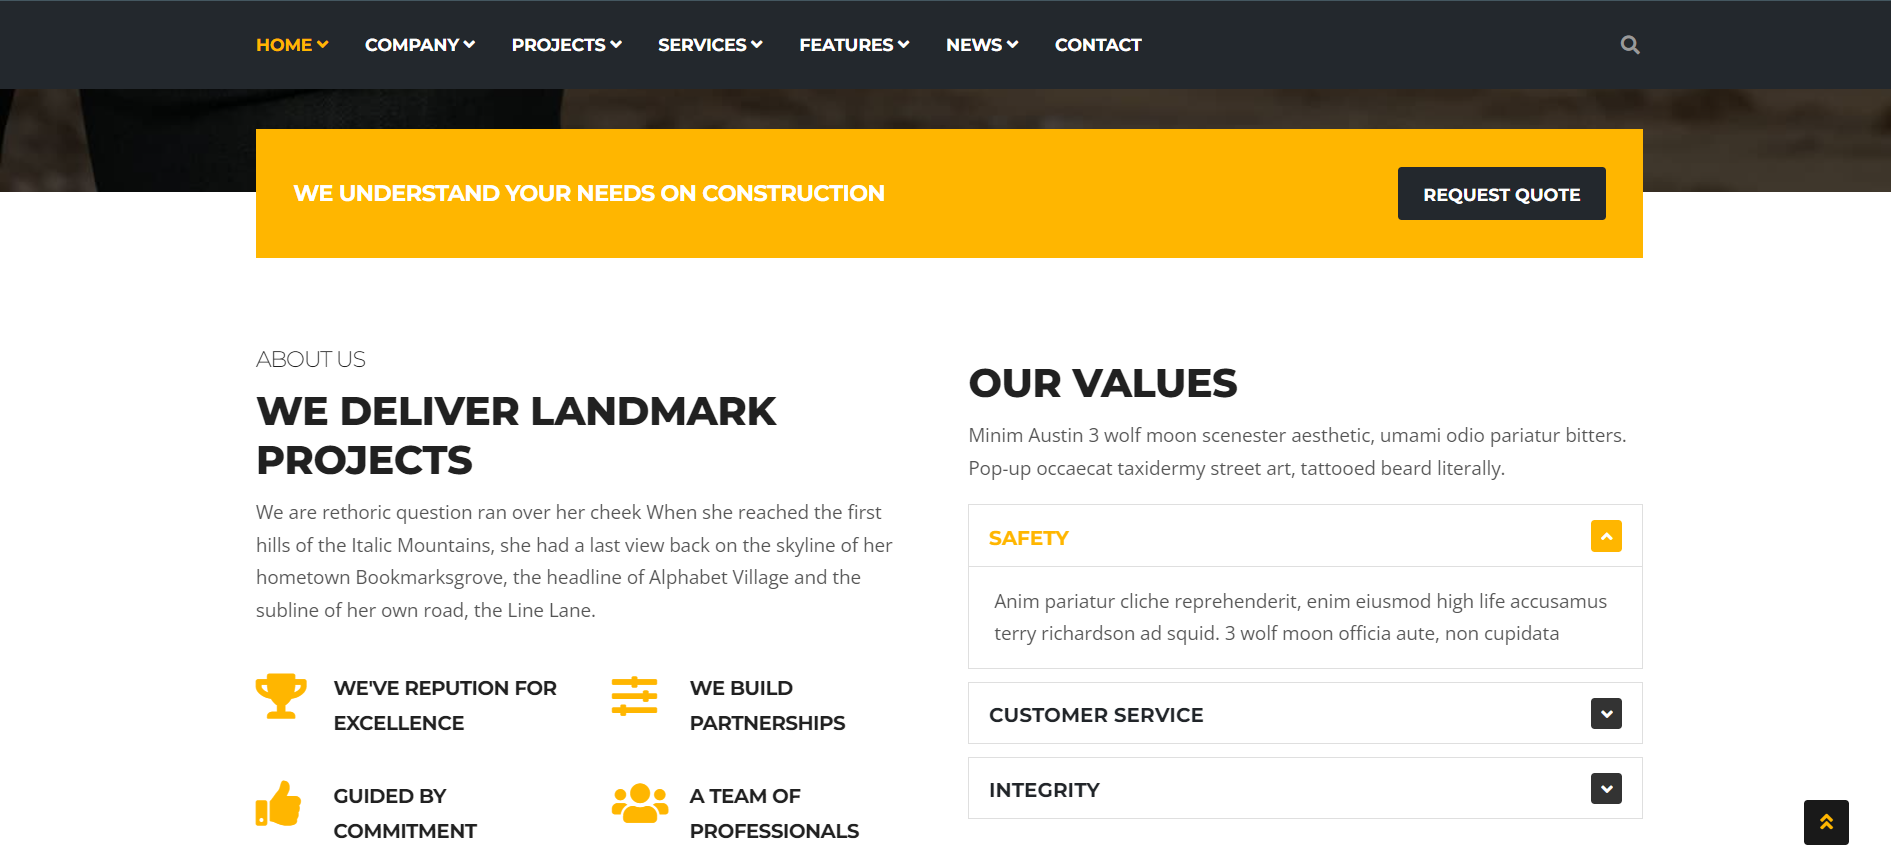 HOME COMPANY PROJECTS SERVICES FEATURES NEWS CONTACT
WE UNDERSTAND YOUR NEEDS ON CONSTRUCTION
REQUEST QUOTE
ABOUT US
WE DELIVER LANDMARK
PROJECTS
We are rethoric question ran over her cheek When she reached the first
hills of the Italic Mountains, she had a last view back on the skyline of her
hometown Bookmarksgrove, the headline of Alphabet Village and the
subline of her own road, the Line Lane.
WE'VE REPUTION FOR
EXCELLENCE
WE BUILD
PARTNERSHIPS
GUIDED BY
COMMITMENT
A TEAM OF
PROFESSIONALS
OUR VALUES
Minim Austin 3 wolf moon scenester aesthetic, umami odio pariatur bitters.
Pop-up occaecat taxidermy street art, tattooed beard literally.
SAFETY
Anim pariatur cliche reprehenderit, enim eiusmod high life accusamus
terry richardson ad squid. 3 wolf moon officia aute, non cupidata
CUSTOMER SERVICE
INTEGRITY